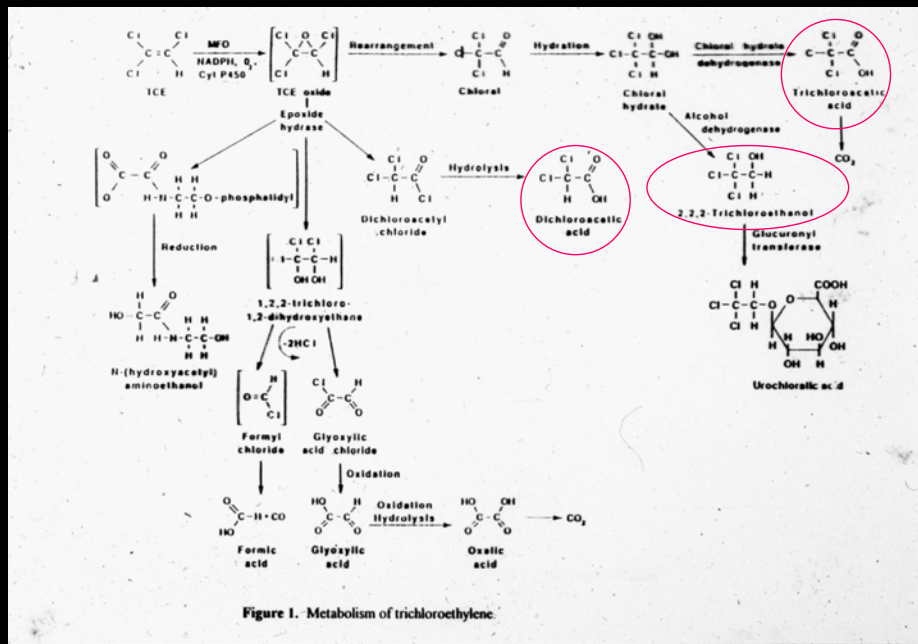 MFO
NADPH, O2,
Cyt P450
TCE
TCE oxide
Rearrangement
Chloral
Hydration
Chloral
hydrate
Chloral hydrate
dehydrogenase
Trichloroacetic
acid
CO2
Alcohol
dehydrogenase
2,2,2-Trichloroethanol
Glucuronyl
transferase
Urochloralic acid
Epoxide
hydrase
O-phosphatidyl
Reduction
N-(hydroxyacetyl)
aminoethanol
Dichloroacetyl
chloride
Hydrolysis
Dichloroacetic
acid
1,2,2-trichloro-
1,2-dihydroxyethane
-2HCl
Formyl
chloride
Glyoxylic
acid chloride
Oxidation
Formic
acid
Glyoxylic
acid
Oxidation
Hydrolysis
Oxalic
acid
CO2
Figure 1. Metabolism of trichloroethylene